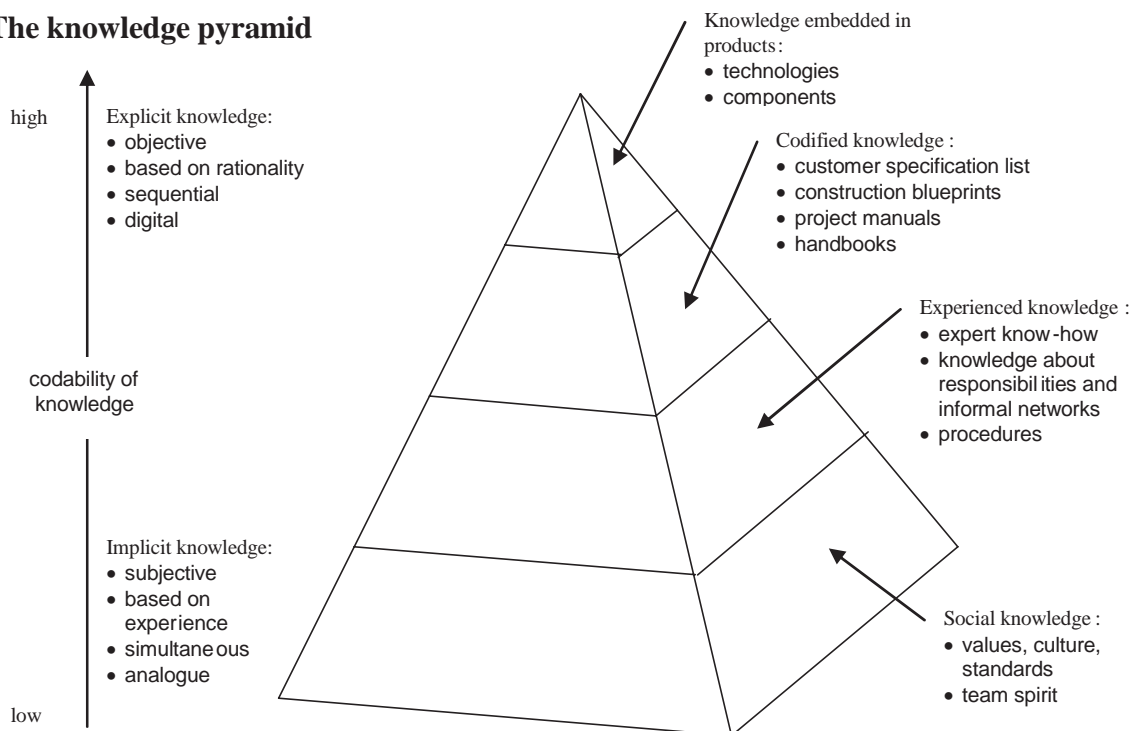 The knowledge pyramid
high
Explicit knowledge:
• objective
• based on rationality
• sequential
• digital
codability of
knowledge
Implicit knowledge:
• subjective
• based on
experience
• simultaneous
• analogue
low
Knowledge embedded in
products:
• technologies
• components
Codified knowledge :
• customer specification list
• construction blueprints
• project manuals
• handbooks
Experienced knowledge :
• expert know-how
• knowledge about
responsibilities and
informal networks
• procedures
Social knowledge :
• values, culture,
standards
• team spirit